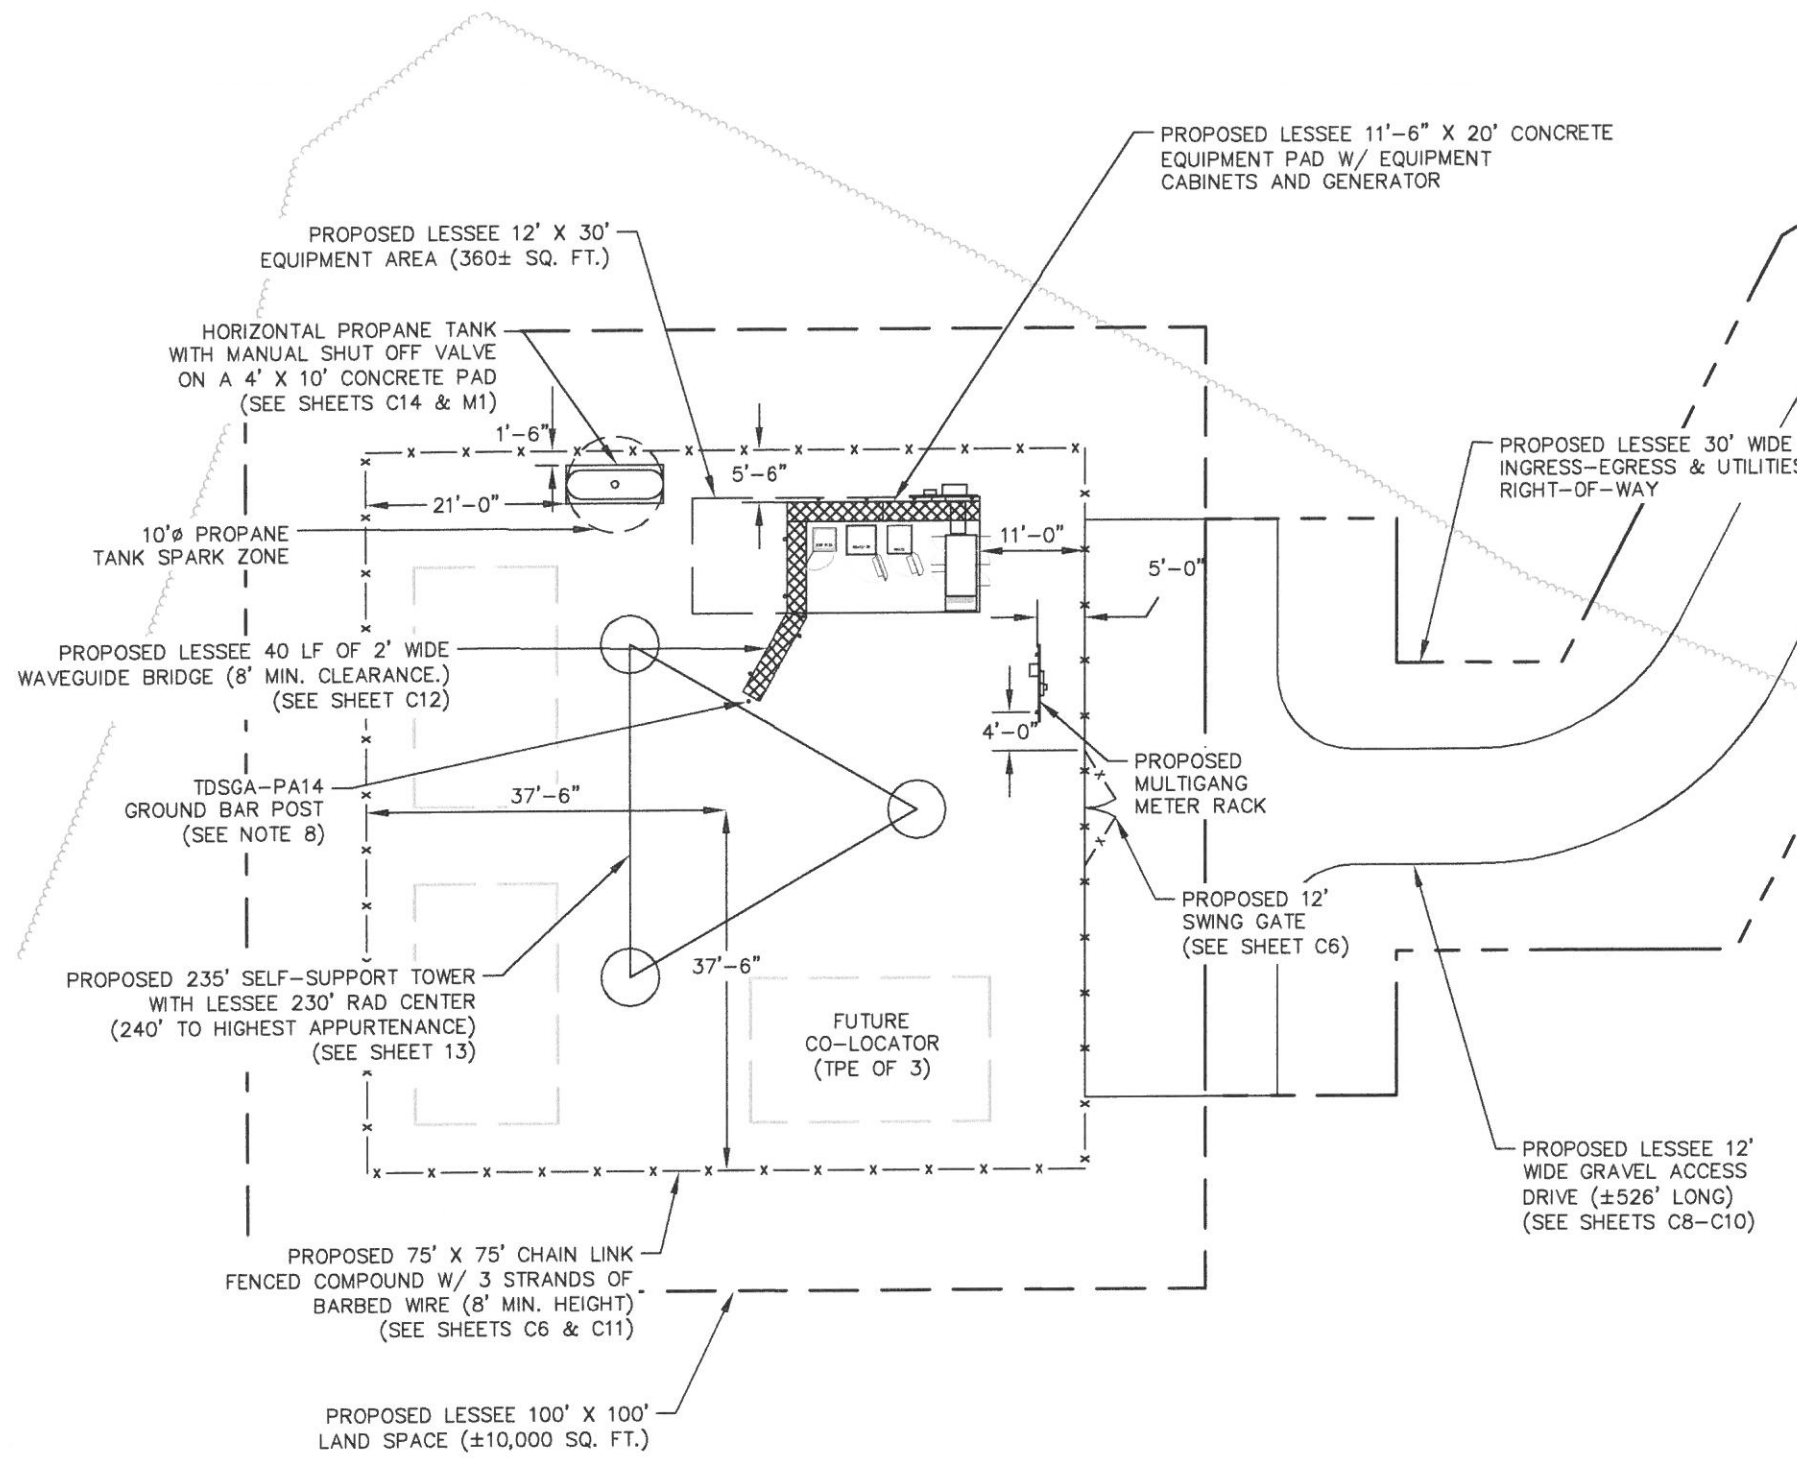 PROPOSED LESSEE 11'-6" X 20' CONCRETE
EQUIPMENT PAD W/ EQUIPMENT
CABINETS AND GENERATOR
PROPOSED LESSEE 12' X 30'
EQUIPMENT AREA (360± SQ. FT.)
HORIZONTAL PROPANE TANK
WITH MANUAL SHUT OFF VALVE
ON A 4' X 10' CONCRETE PAD
(SEE SHEETS C14 & M1)
1'-6"
5'-6"
21'-0"
PROPOSED LESSEE 30' WIDE
INGRESS-EGRESS & UTILITIES
RIGHT-OF-WAY
10'ø PROPANE
TANK SPARK ZONE
11'-0"
5'-0"
PROPOSED LESSEE 40 LF OF 2' WIDE
WAVEGUIDE BRIDGE (8' MIN. CLEARANCE.)
(SEE SHEET C12)
4'-0"
PROPOSED
MULTIGANG
METER RACK
TDSGA-PA14
GROUND BAR POST
(SEE NOTE 8)
37'-6"
PROPOSED 12'
SWING GATE
(SEE SHEET C6)
37'-6"
PROPOSED 235' SELF-SUPPORT TOWER
WITH LESSEE 230' RAD CENTER
(240' TO HIGHEST APPURTENANCE)
(SEE SHEET 13)
FUTURE
CO-LOCATOR
(TPE OF 3)
PROPOSED LESSEE 12'
WIDE GRAVEL ACCESS
DRIVE (±526' LONG)
(SEE SHEETS C8-C10)
PROPOSED 75' X 75' CHAIN LINK
FENCED COMPOUND W/ 3 STRANDS OF
BARBED WIRE (8' MIN. HEIGHT)
(SEE SHEETS C6 & C11)
PROPOSED LESSEE 100' X 100'
LAND SPACE (±10,000 SQ. FT.)